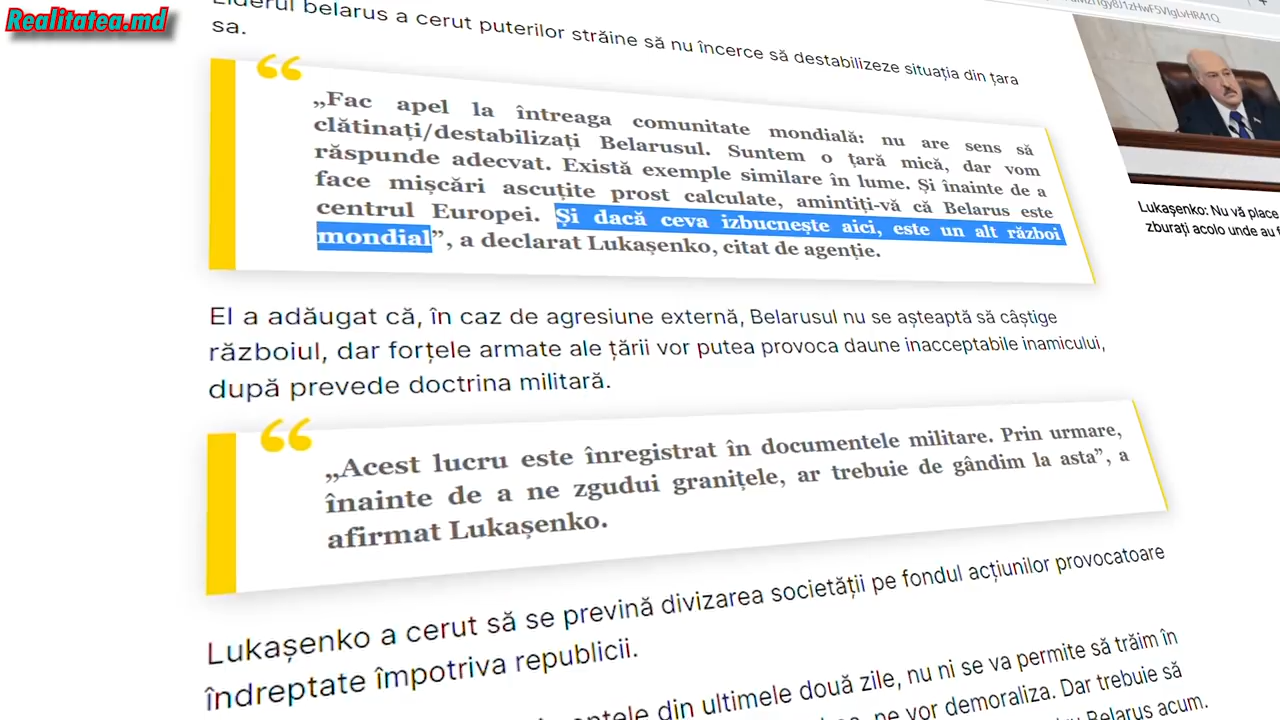 Realitatea.md
Liderul belarus a cerut puterilor străine să nu încerce să destabilizeze situația din țara
sa.
„Fac apel la întreaga comunitate mondială: nu are sens să
clătinați/destabilizați Belarusul. Suntem o țară mică, dar vom
răspunde adecvat. Există exemple similare în lume. Și înainte de a
face mișcări ascuțite prost calculate, amintiți-vă că Belarus este
centrul Europei. Și dacă ceva izbucnește aici, este un alt război
mondial”, a declarat Lukașenko, citat de agenție.
Lukașenko: Nu vă place
zburați acolo unde au f
El a adăugat că, în caz de agresiune externă, Belarusul nu se așteaptă să câștige
războiul, dar forțele armate ale țării vor putea provoca daune inacceptabile inamicului,
după prevede doctrina militară.
„Acest lucru este înregistrat în documentele militare. Prin urmare,
înainte de a ne zgudui granițele, ar trebuie de gândim la asta”, a
afirmat Lukașenko.
Lukașenko a cerut să se prevină divizarea societății pe fondul acțiunilor provocatoare
îndreptate împotriva republicii.
din ultimele două zile, nu ni se va permite să trăim în
ne vor demoraliza. Dar trebuie să
Belarus acum.